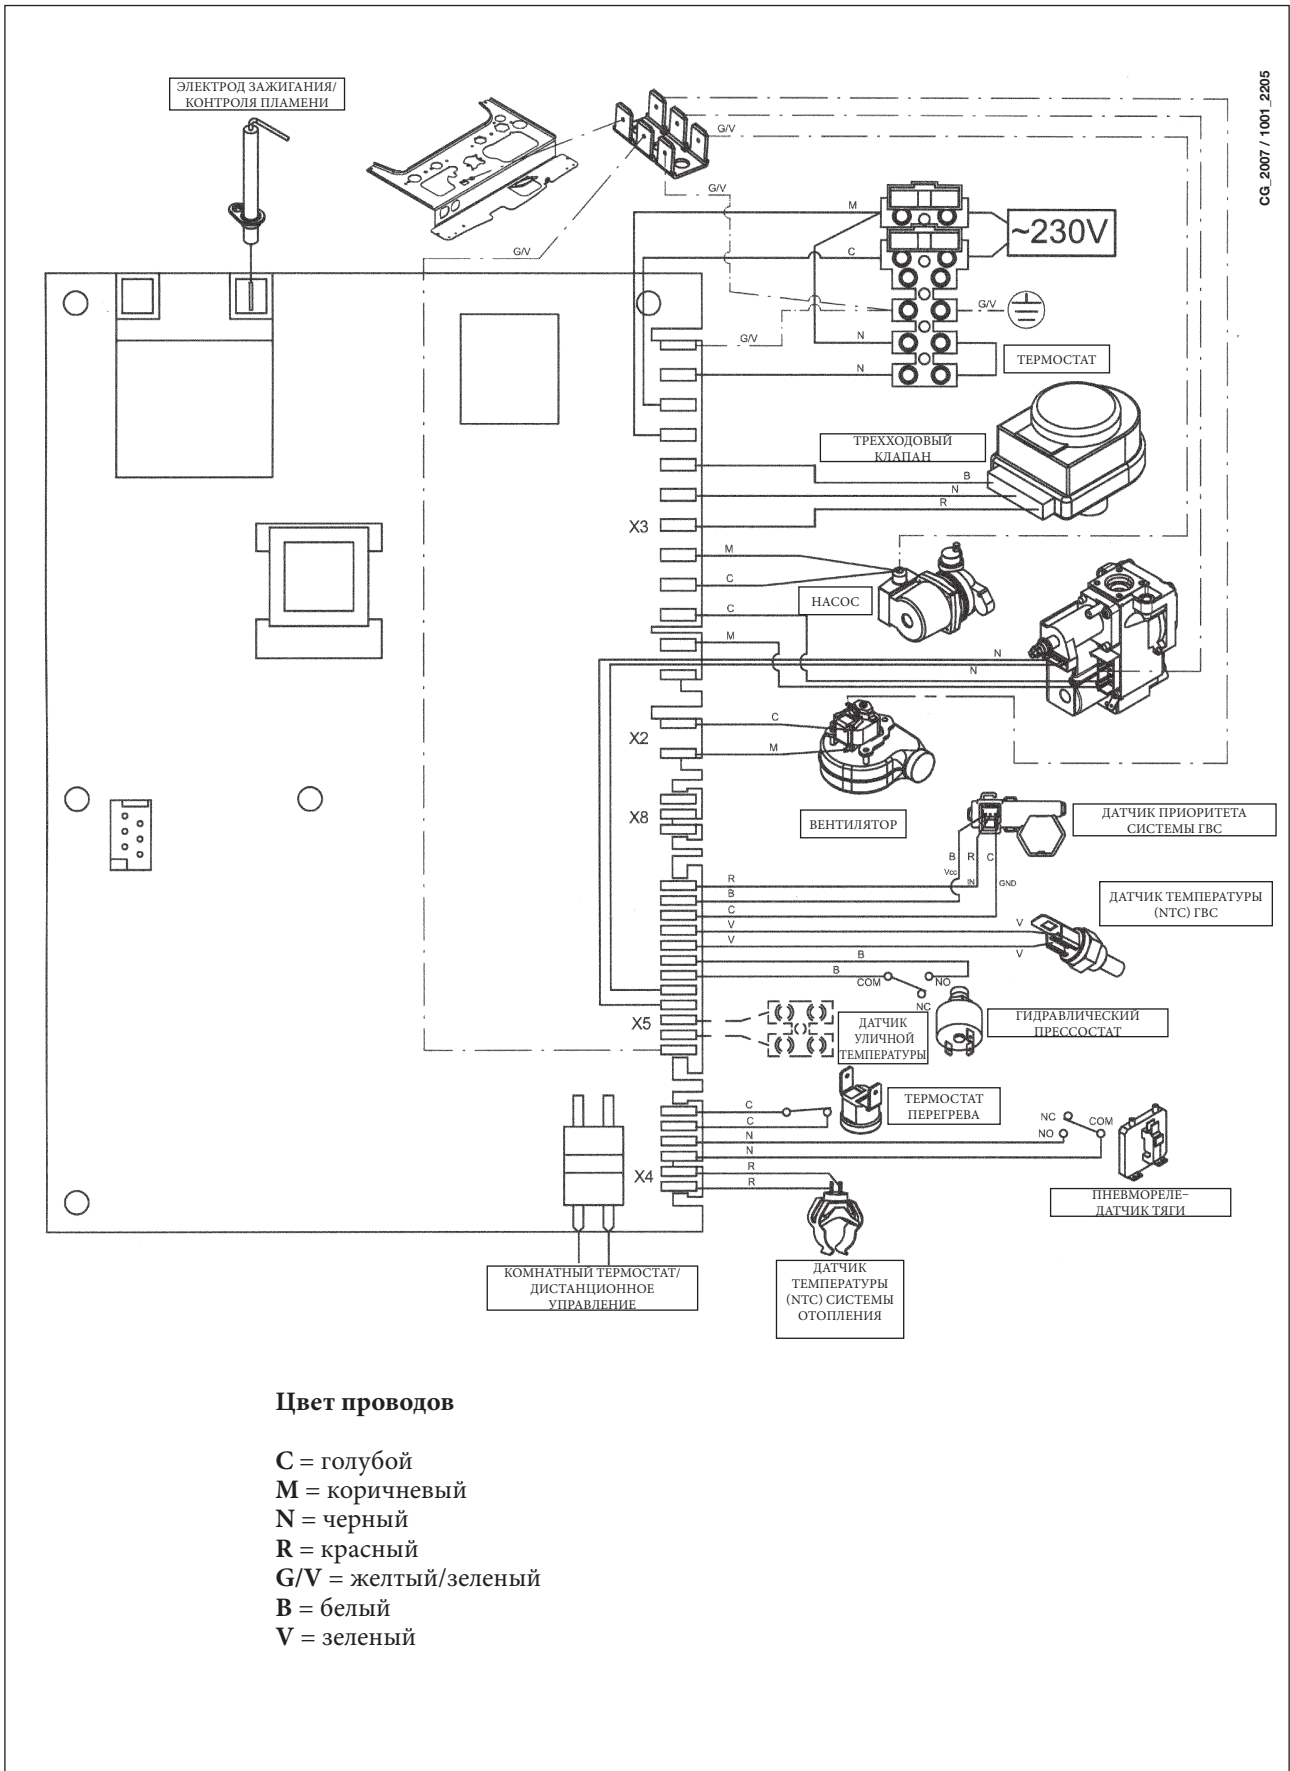 CG_2007 / 1001_2205
ЭЛЕКТРОД ЗАЖИГАНИЯ/
КОНТРОЛЯ ПЛАМЕНИ
G/V
G/V
G/V
M
~230V
C
G/V
G/V
N
ТЕРМОСТАТ
N
ТРЕХХОДОВЫЙ
КЛАПАН
B
N
R
X3
M
C
НАСОС
C
M
N
N
X2
C
M
X8
ВЕНТИЛЯТОР
ДАТЧИК ПРИОРИТЕТА
СИСТЕМЫ ГВС
B R C
Vcc
IN
GND
R
B
C
V
V
V
V
ДАТЧИК ТЕМПЕРАТУРЫ
(NTC) ГВС
B
B
COM
NO
NC
X5
ДАТЧИК
УЛИЧНОЙ
ТЕМПЕРАТУРЫ
ГИДРАВЛИЧЕСКИЙ
ПРЕССОСТАТ
C
C
ТЕРМОСТАТ
ПЕРЕГРЕВА
NC
NO
COM
N
N
X4
R
R
ПНЕВМОРЕЛЕ-
ДАТЧИК ТЯГИ
КОМНАТНЫЙ ТЕРМОСТАТ/
ДИСТАНЦИОННОЕ
УПРАВЛЕНИЕ
ДАТЧИК
ТЕМПЕРАТУРЫ
(NTC) СИСТЕМЫ
ОТОПЛЕНИЯ
Цвет проводов
C = голубой
M = коричневый
N = черный
R = красный
G/V = желтый/зеленый
B = белый
V = зеленый